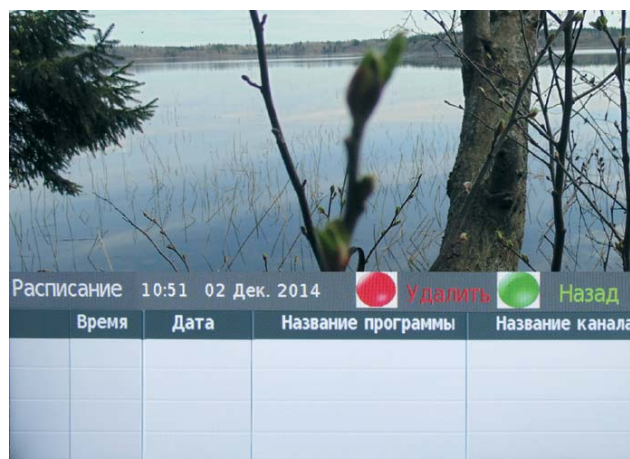 Расписание 10:51 02 Дек. 2014 Удалить Назад
Время Дата Название программы Название канала